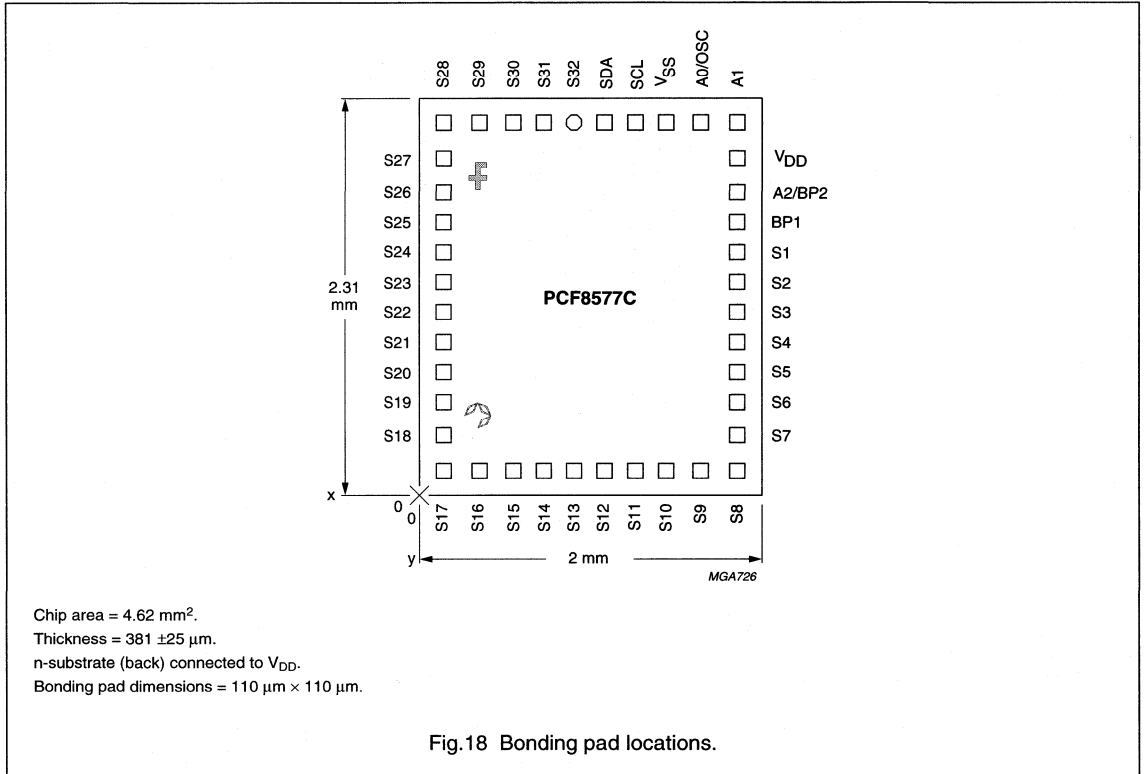 S28
S29
S30
S31
S32
SDA
SCL
VSS
A0/OSC
A1
S27
S26
S25
S24
S23
S22
S21
S20
S19
S18
VDD
A2/BP2
BP1
S1
S2
S3
S4
S5
S6
S7
2.31
mm
PCF8577C
x
0
0
S17
S16
S15
S14
S13
S12
S11
S10
S9
S8
y
2 mm
MGA726
Chip area = 4.62 mm².
Thickness = 381 ±25 µm.
n-substrate (back) connected to VDD.
Bonding pad dimensions = 110 µm × 110 µm.
Fig.18 Bonding pad locations.